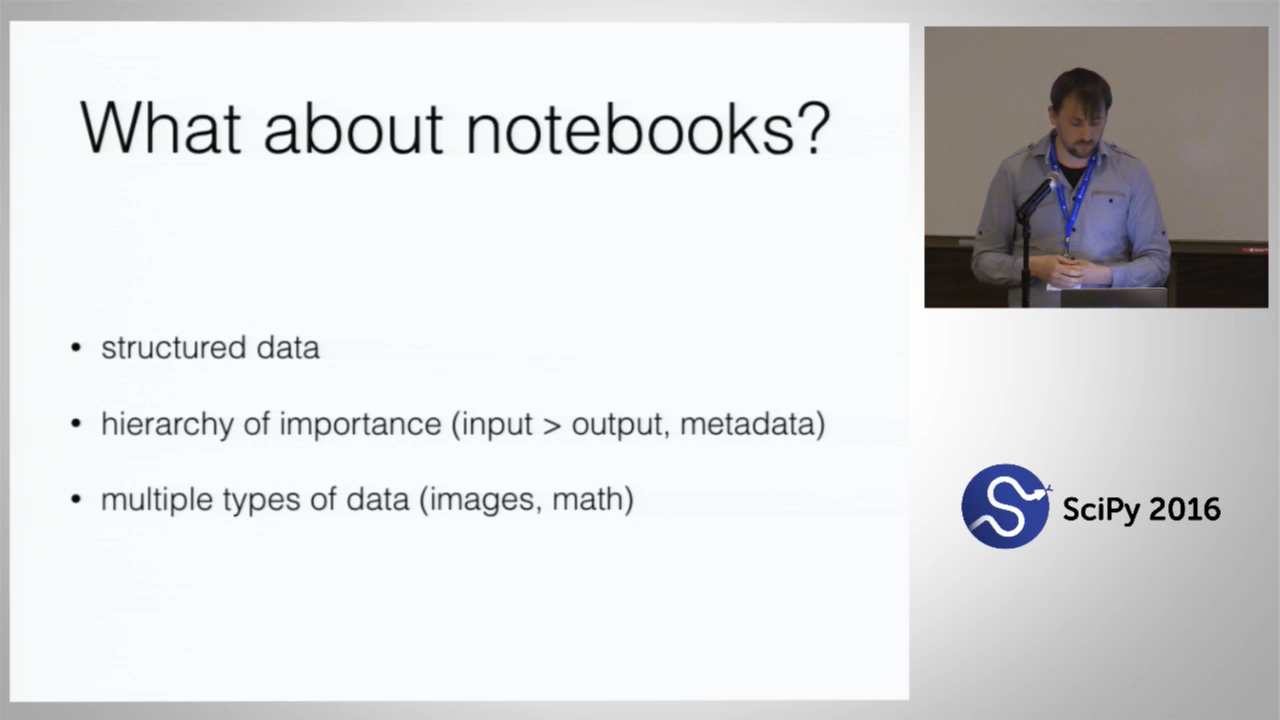 What about notebooks?
• structured data
• hierarchy of importance (input > output, metadata)
• multiple types of data (images, math)
SciPy 2016